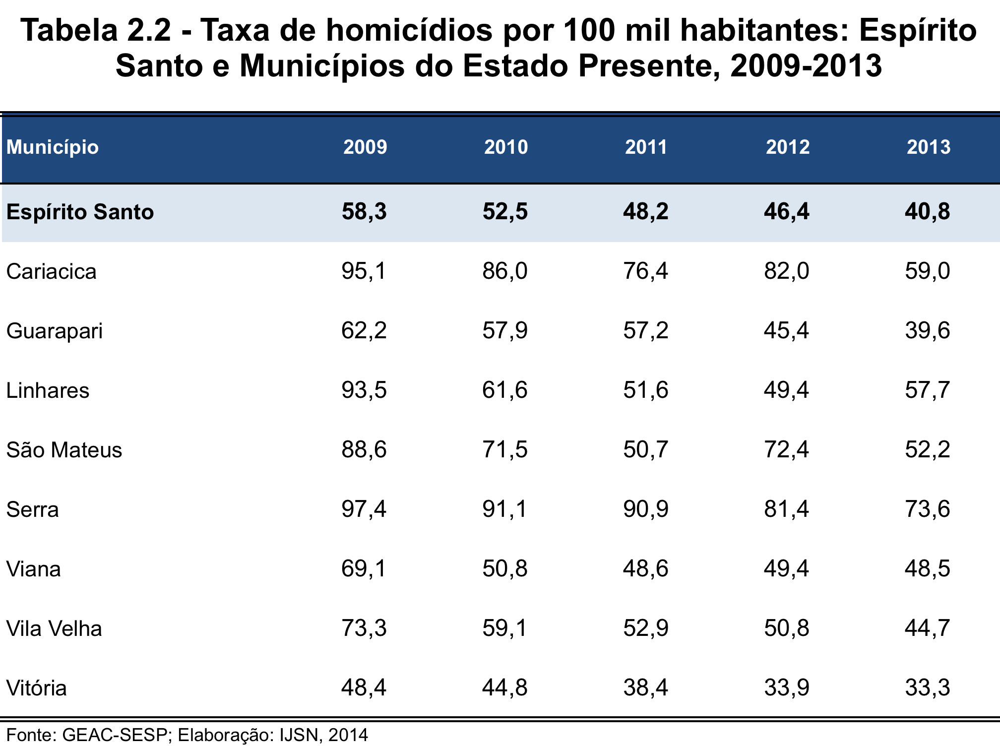 Tabela 2.2 - Taxa de homicídios por 100 mil habitantes: Espírito
Santo e Municípios do Estado Presente, 2009-2013
Município 2009 2010 2011 2012 2013
Espírito Santo 58,3 52,5 48,2 46,4 40,8
Cariacica 95,1 86,0 76,4 82,0 59,0
Guarapari 62,2 57,9 57,2 45,4 39,6
Linhares 93,5 61,6 51,6 49,4 57,7
São Mateus 88,6 71,5 50,7 72,4 52,2
Serra 97,4 91,1 90,9 81,4 73,6
Viana 69,1 50,8 48,6 49,4 48,5
Vila Velha 73,3 59,1 52,9 50,8 44,7
Vitória 48,4 44,8 38,4 33,9 33,3
Fonte: GEAC-SESP; Elaboração: IJSN, 2014